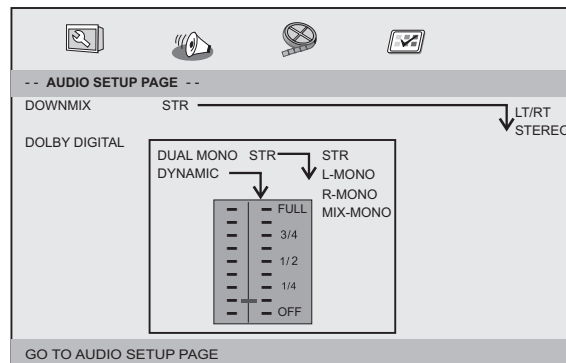 - - AUDIO SETUP PAGE - -
DOWNMIX STR LT/RT
STEREO
DOLBY DIGITAL
DUAL MONO STR STR
DYNAMIC L-MONO
R-MONO
MIX-MONO
FULL
3/4
1/2
1/4
OFF
GO TO AUDIO SETUP PAGE